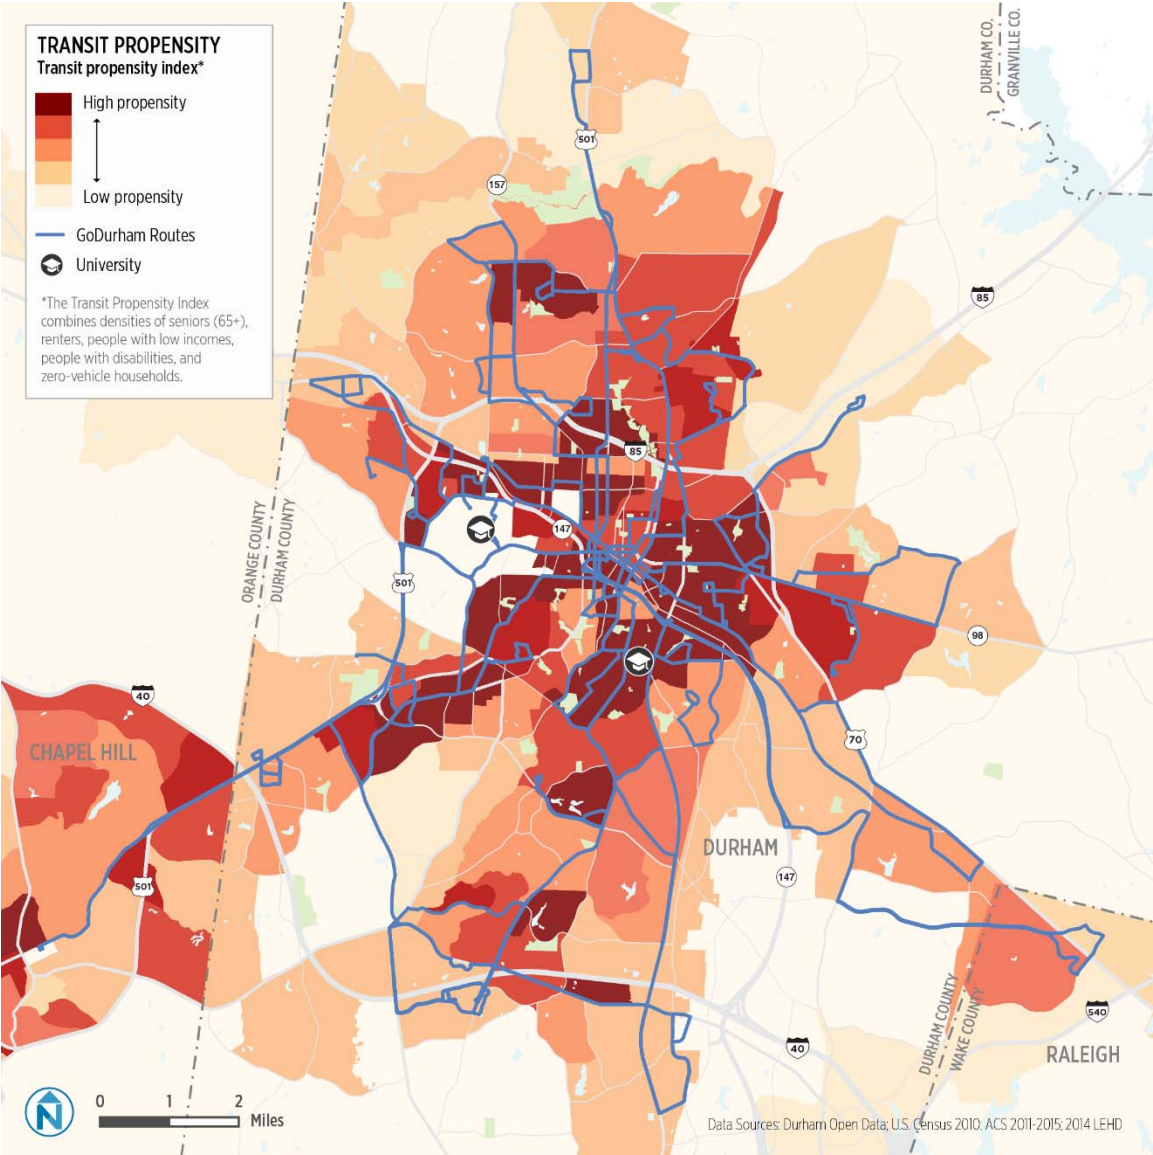 TRANSIT PROPENSITY
Transit propensity index*
High propensity
Low propensity
GoDurham Routes
University
*The Transit Propensity Index
combines densities of seniors (65+),
renters, people with low incomes,
people with disabilities, and
zero-vehicle households.
DURHAM CO.
GRANVILLE CO.
501
157
85
85
147
ORANGE COUNTY
DURHAM COUNTY
501
98
40
CHAPEL HILL
70
DURHAM
147
501
DURHAM COUNTY
WAKE COUNTY
540
40
RALEIGH
N
0 1 2
Miles
Data Sources: Durham Open Data; U.S. Census 2010; ACS 2011-2015; 2014 LEHD